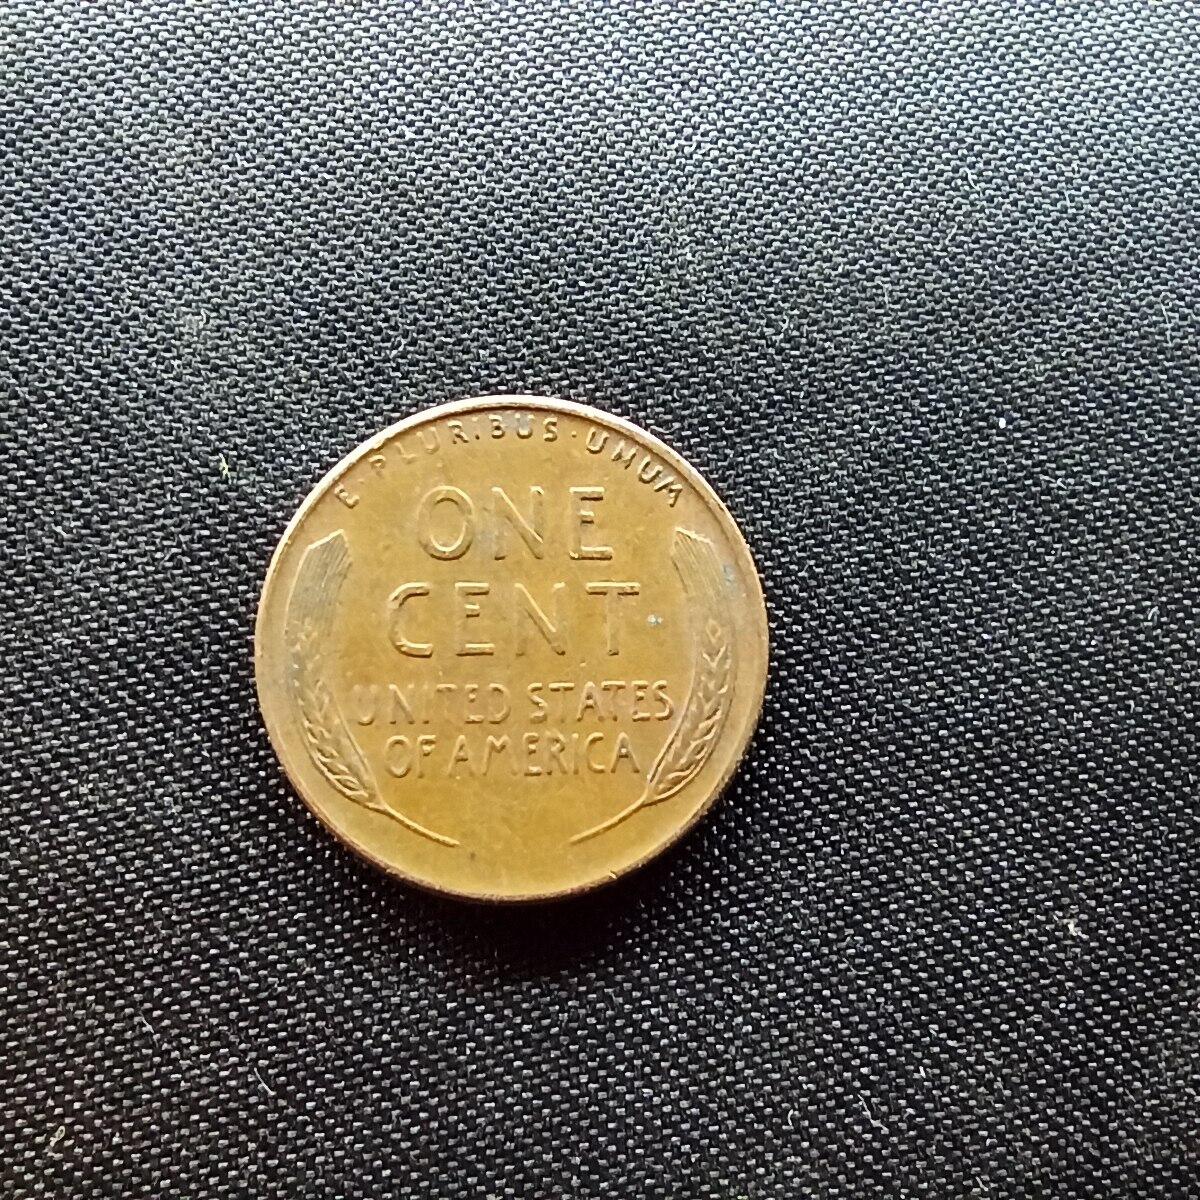 E·PLURIBUS·UNUM
ONE
CENT
UNITED STATES
OF AMERICA